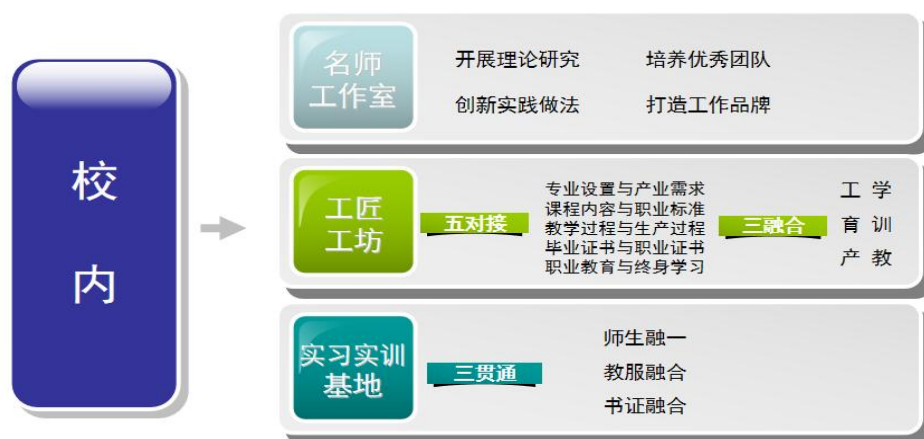 校
内
名师
工作室
开展理论研究 培养优秀团队
创新实践做法 打造工作品牌
工匠
工坊
五对接
专业设置与产业需求
课程内容与职业标准
教学过程与生产过程
毕业证书与职业证书
职业教育与终身学习
三融合
工 学
育 训
产 教
实习实训
基地
三贯通
师生融一
教服融合
书证融合